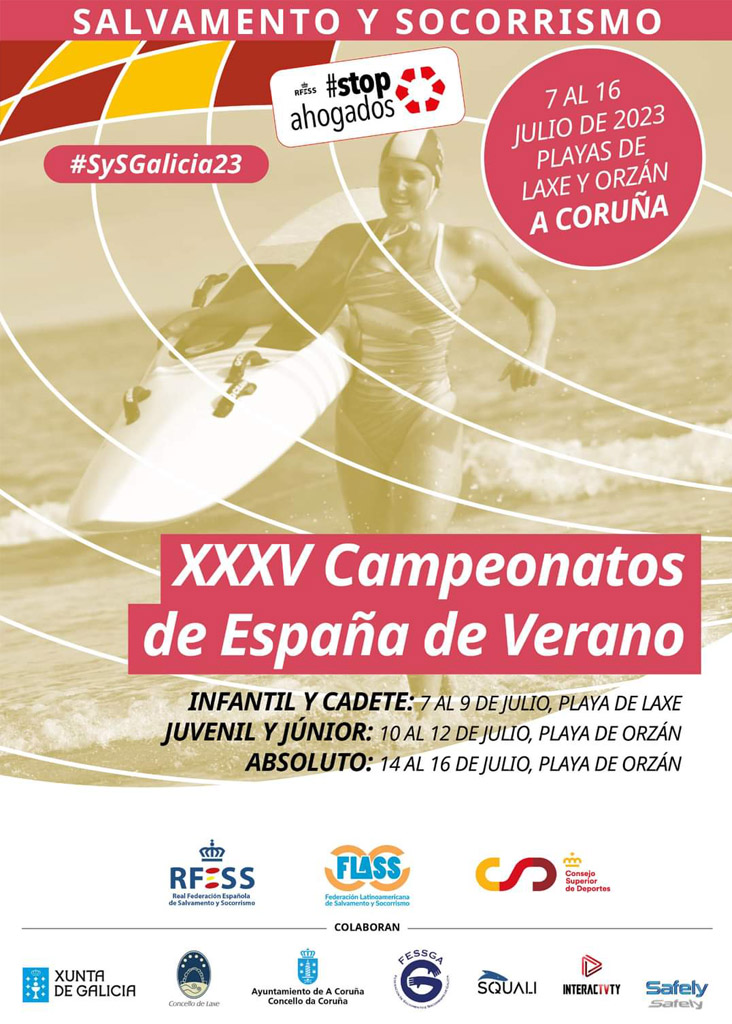 SALVAMENTO Y SOCORRISMO
RFESS #stop
ahogados
7 AL 16
JULIO DE 2023
PLAYAS DE
LAXE Y ORZÁN
A CORUÑA
#SySGalicia23
XXXV Campeonatos
de España de Verano
INFANTIL Y CADETE: 7 AL 9 DE JULIO, PLAYA DE LAXE
JUVENIL Y JÚNIOR: 10 AL 12 DE JULIO, PLAYA DE ORZÁN
ABSOLUTO: 14 AL 16 DE JULIO, PLAYA DE ORZÁN
RFESS
Real Federación Española
de Salvamento y Socorrismo
FLASS
Federación Latinoamericana
de Salvamento y Socorrismo
Consejo
Superior
de Deportes
COLABORAN
XUNTA
DE GALICIA
Concello de Laxe
Ayuntamiento de A Coruña
Concello da Coruña
FESSGA
SQUALI
INTERACTVTY
Safely
Safely